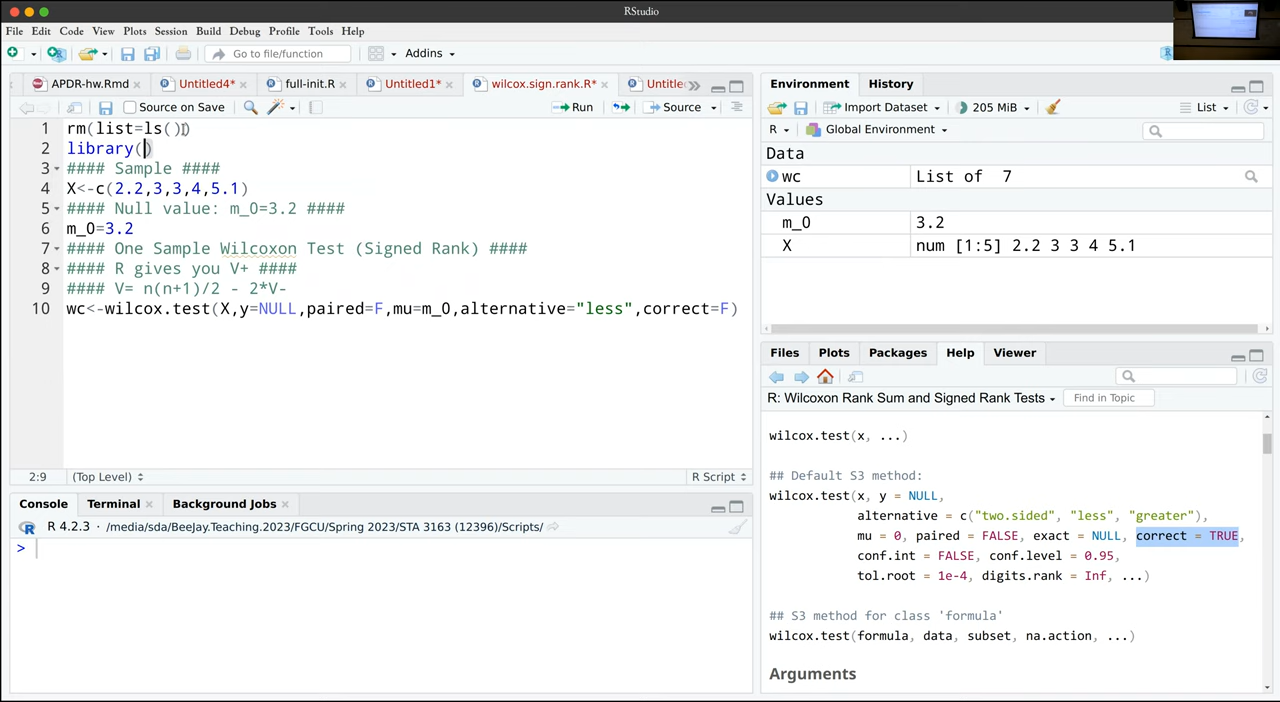 RStudio
File Edit Code View Plots Session Build Debug Profile Tools Help
Go to file/function Addins
APDR-hw.Rmd × Untitled4* × full-init.R × Untitled1* × wilcox.sign.rank.R* × Untitle
Source on Save Run Source
1 rm(list=ls())
2 library()
3 #### Sample ####
4 X<-c(2.2,3,3,4,5.1)
5 #### Null value: m_0=3.2 ####
6 m_0=3.2
7 #### One Sample Wilcoxon Test (Signed Rank) ####
8 #### R gives you V+ ####
9 #### V= n(n+1)/2 - 2*V-
10 wc<-wilcox.test(X,y=NULL,paired=F,mu=m_0,alternative="less",correct=F)
2:9 (Top Level) R Script
Console Terminal × Background Jobs ×
R 4.2.3 · /media/sda/BeeJay.Teaching.2023/FGCU/Spring 2023/STA 3163 (12396)/Scripts/
>
Environment History
Import Dataset 205 MiB List
R Global Environment
Data
wc List of 7
Values
m_0 3.2
X num [1:5] 2.2 3 3 4 5.1
Files Plots Packages Help Viewer
R: Wilcoxon Rank Sum and Signed Rank Tests Find in Topic
wilcox.test(x, ...)
## Default S3 method:
wilcox.test(x, y = NULL,
alternative = c("two.sided", "less", "greater"),
mu = 0, paired = FALSE, exact = NULL, correct = TRUE,
conf.int = FALSE, conf.level = 0.95,
tol.root = 1e-4, digits.rank = Inf, ...)
## S3 method for class 'formula'
wilcox.test(formula, data, subset, na.action, ...)
Arguments